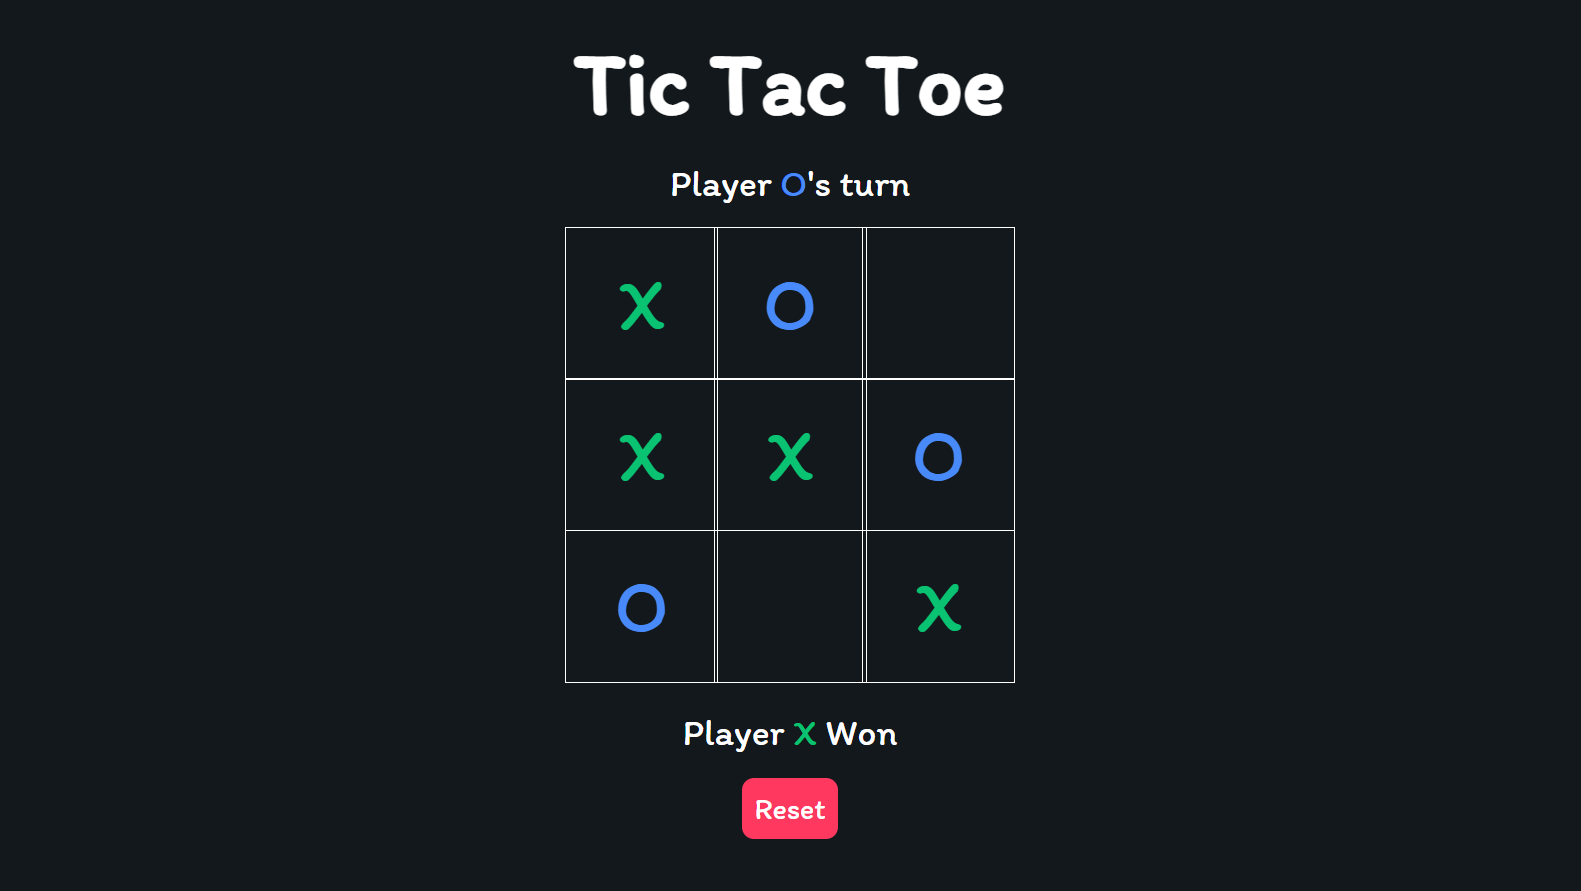 Tic Tac Toe
Player O's turn
X O
X X O
O X
Player X Won
Reset